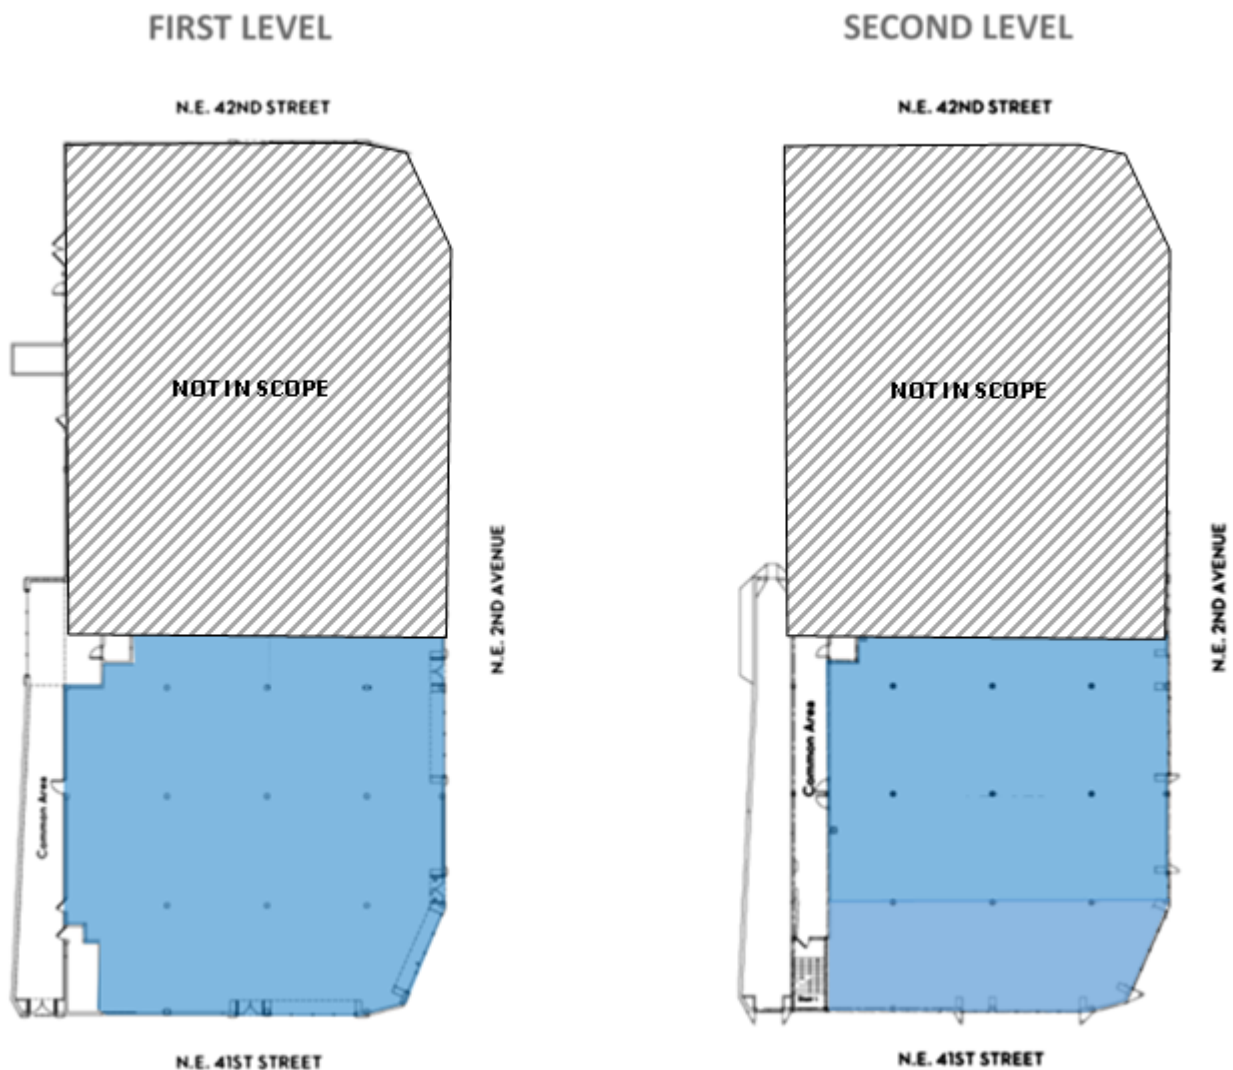 FIRST LEVEL
SECOND LEVEL
N.E. 42ND STREET
N.E. 42ND STREET
NOT IN SCOPE
NOT IN SCOPE
N.E. 2ND AVENUE
N.E. 2ND AVENUE
Common Area
Common Area
N.E. 41ST STREET
N.E. 41ST STREET